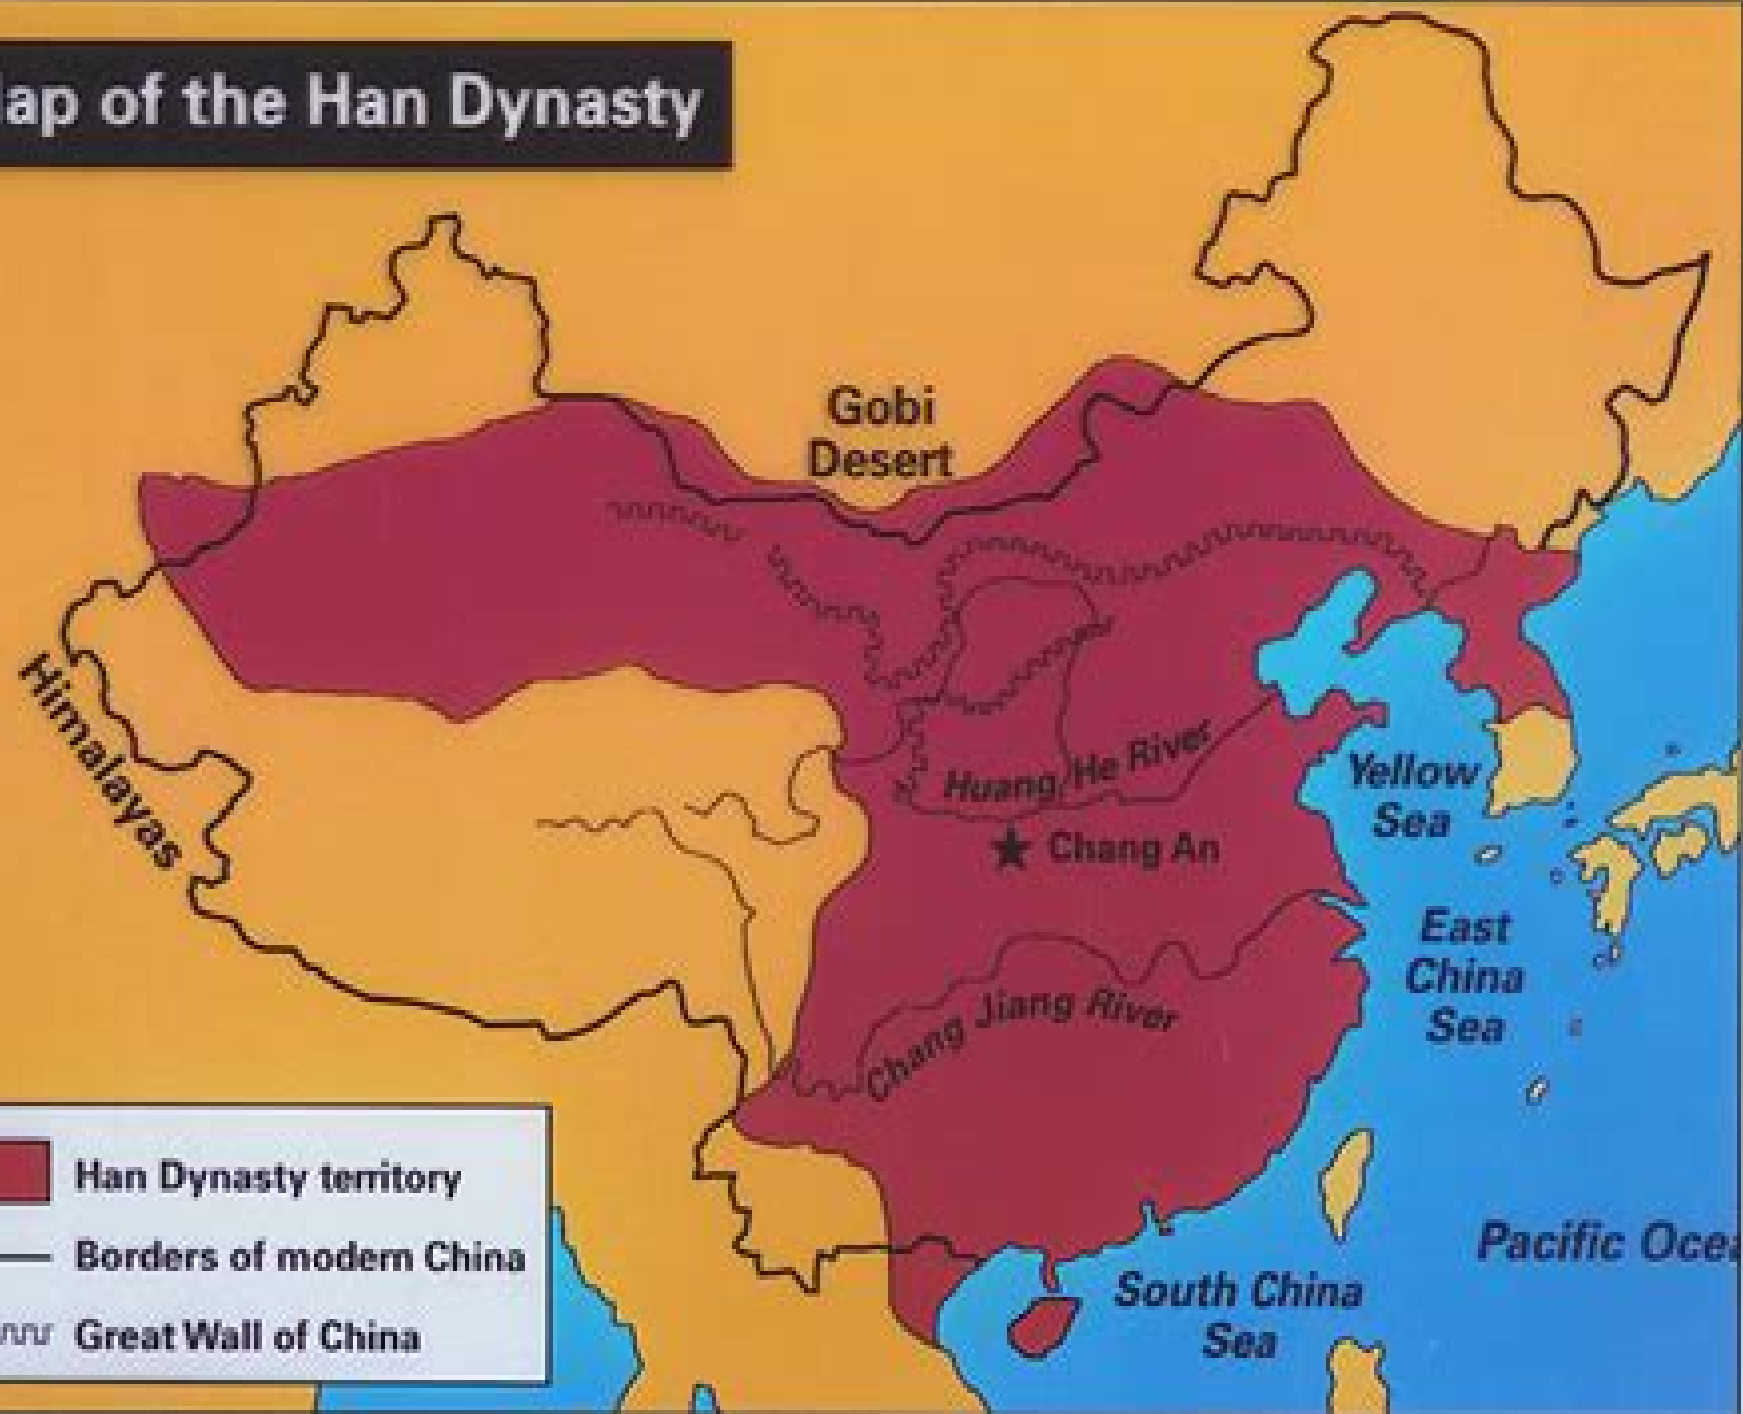 ap of the Han Dynasty
Gobi
Desert
Himalayas
Huang He River
Yellow
Sea
Chang An
East
China
Sea
Chang Jiang River
Han Dynasty territory
Borders of modern China
Great Wall of China
Pacific Ocea
South China
Sea